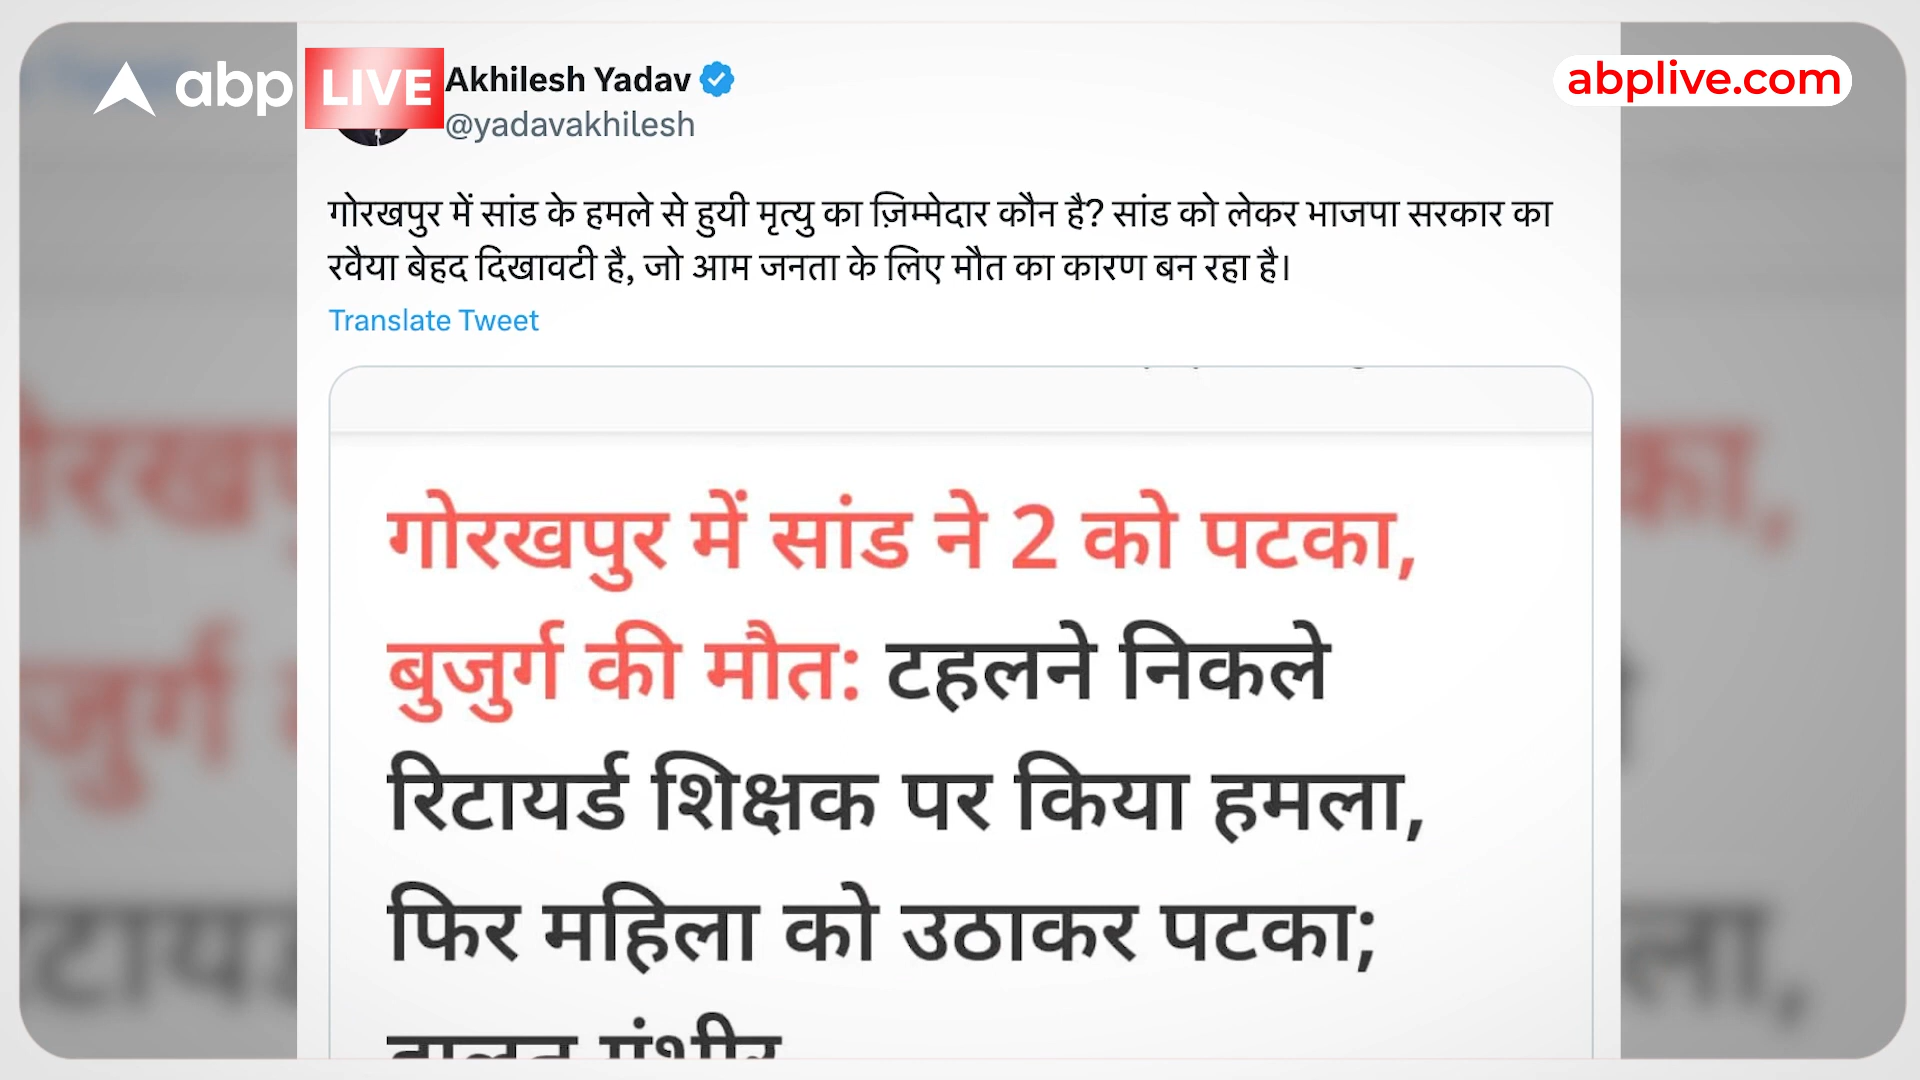 abp LIVE
abplive.com
Akhilesh Yadav
@yadavakhilesh
गोरखपुर में सांड के हमले से हुयी मृत्यु का ज़िम्मेदार कौन है? सांड को लेकर भाजपा सरकार का
रवैया बेहद दिखावटी है, जो आम जनता के लिए मौत का कारण बन रहा है।
Translate Tweet
गोरखपुर में सांड ने 2 को पटका,
बुजुर्ग की मौत: टहलने निकले
रिटायर्ड शिक्षक पर किया हमला,
फिर महिला को उठाकर पटका;
हालत गंभीर